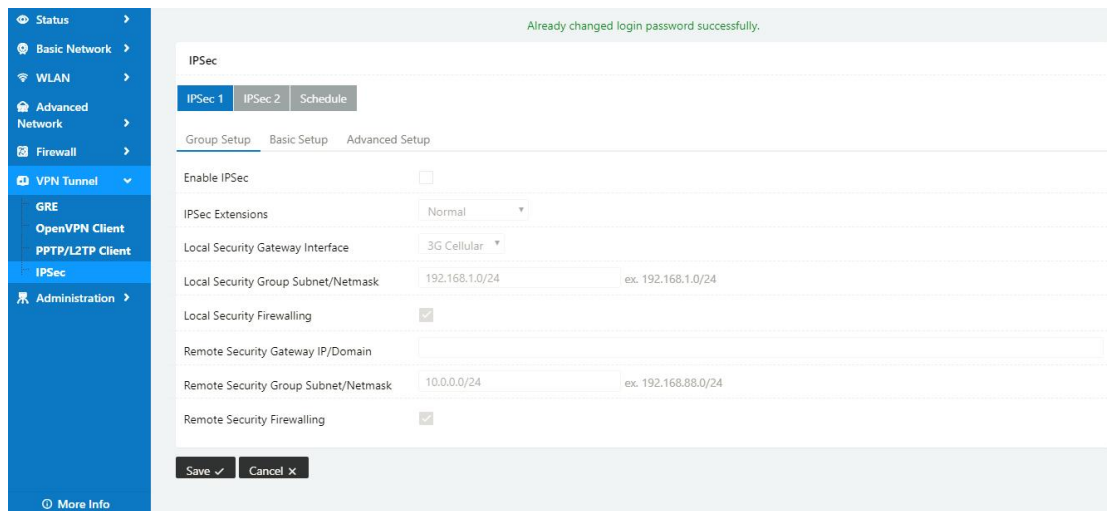 Status
Basic Network
WLAN
Advanced
Network
Firewall
VPN Tunnel
GRE
OpenVPN Client
PPTP/L2TP Client
IPSec
Administration
More Info
Already changed login password successfully.
IPSec
IPSec 1 IPSec 2 Schedule
Group Setup Basic Setup Advanced Setup
Enable IPSec
IPSec Extensions Normal
Local Security Gateway Interface 3G Cellular
Local Security Group Subnet/Netmask 192.168.1.0/24 ex. 192.168.1.0/24
Local Security Firewalling
Remote Security Gateway IP/Domain
Remote Security Group Subnet/Netmask 10.0.0.0/24 ex. 192.168.88.0/24
Remote Security Firewalling
Save Cancel